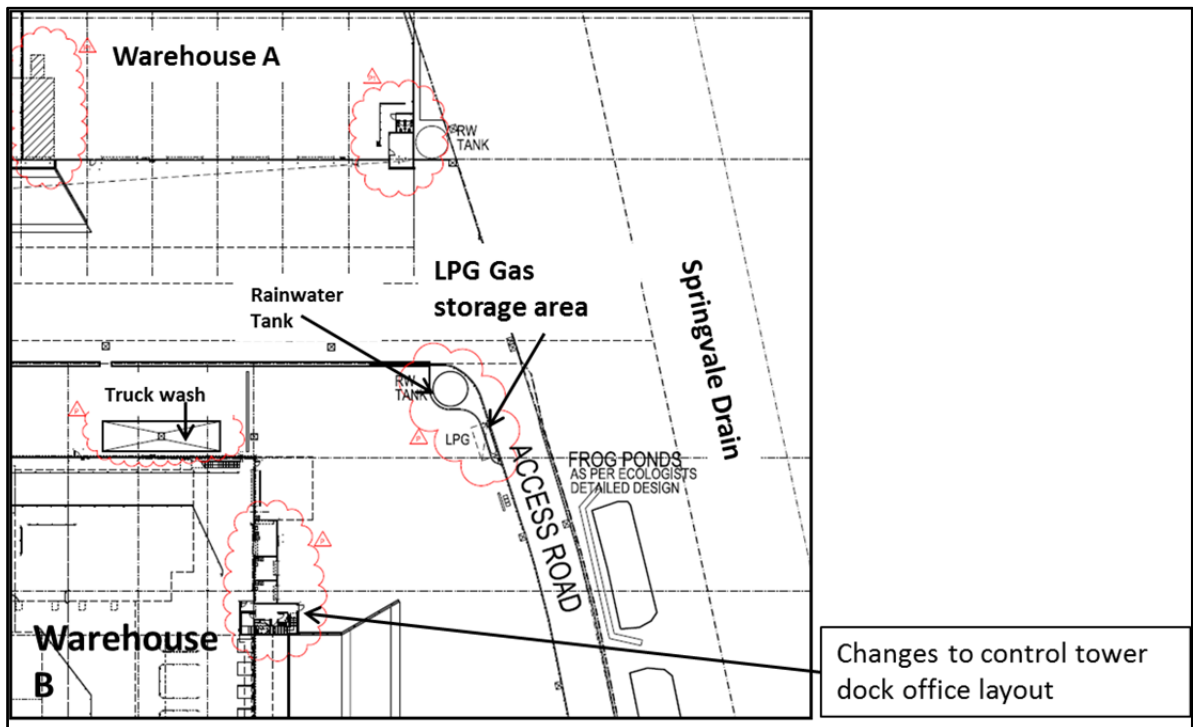 Warehouse A
RW
TANK
LPG Gas
storage area
Rainwater
Tank
Springvale Drain
RW
TANK
Truck wash
LPG
ACCESS ROAD
FROG PONDS
AS PER ECOLOGISTS
DETAILED DESIGN
Warehouse
B
Changes to control tower
dock office layout